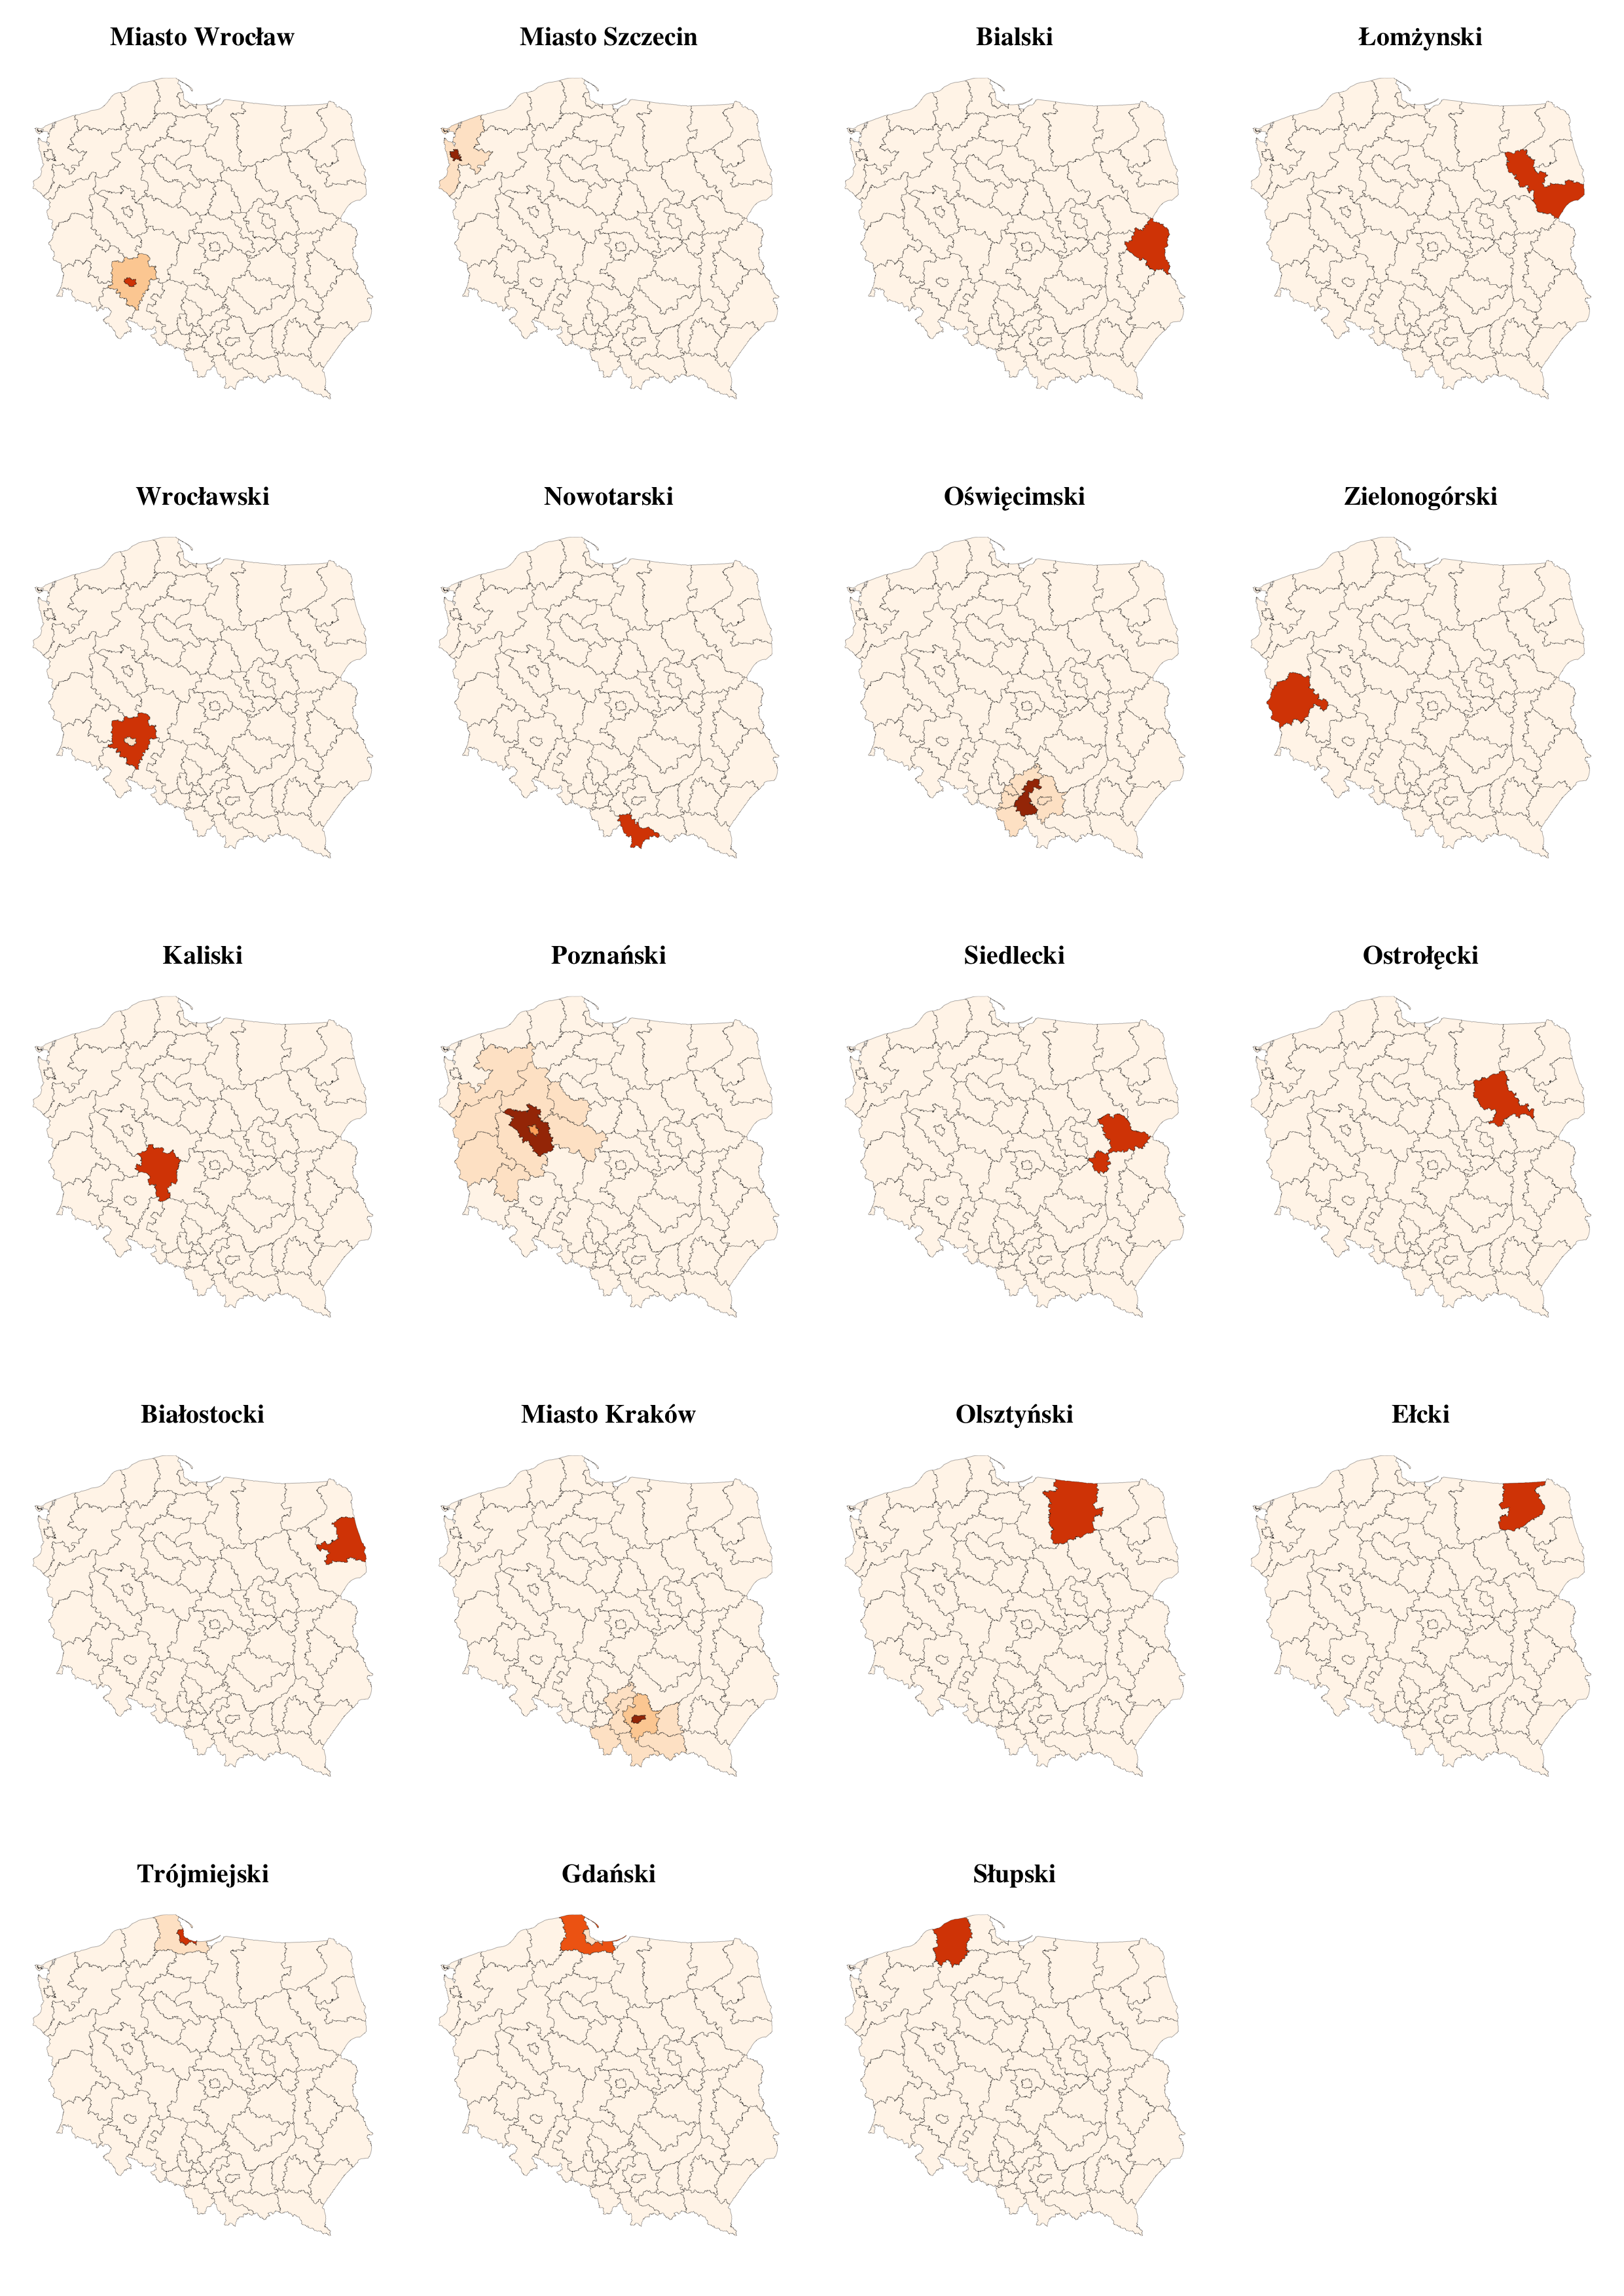 Miasto Wrocław
Miasto Szczecin
Bialski
Łomżynski
Wrocławski
Nowotarski
Oświęcimski
Zielonogórski
Kaliski
Poznański
Siedlecki
Ostrołęcki
Białostocki
Miasto Kraków
Olsztyński
Ełcki
Trójmiejski
Gdański
Słupski